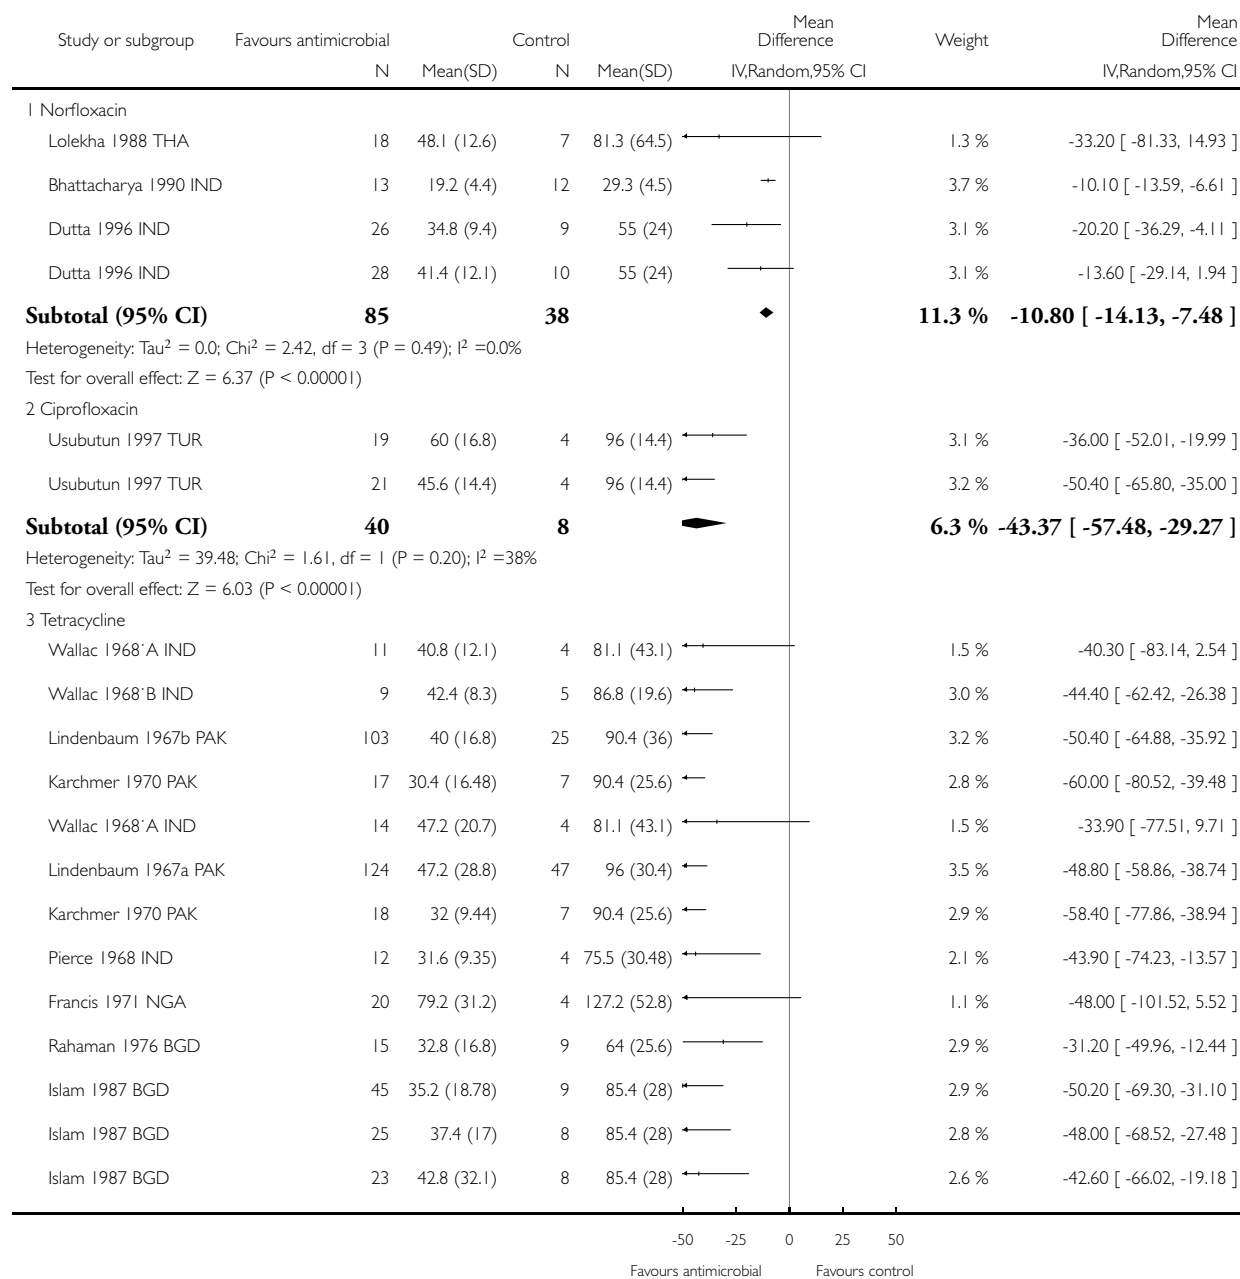 Mean Mean
Study or subgroup Favours antimicrobial Control Difference Weight Difference
N Mean(SD) N Mean(SD) IV,Random,95% CI IV,Random,95% CI
1 Norfloxacin
Lolekha 1988 THA 18 48.1 (12.6) 7 81.3 (64.5) 1.3 % -33.20 [ -81.33, 14.93 ]
Bhattacharya 1990 IND 13 19.2 (4.4) 12 29.3 (4.5) 3.7 % -10.10 [ -13.59, -6.61 ]
Dutta 1996 IND 26 34.8 (9.4) 9 55 (24) 3.1 % -20.20 [ -36.29, -4.11 ]
Dutta 1996 IND 28 41.4 (12.1) 10 55 (24) 3.1 % -13.60 [ -29.14, 1.94 ]
Subtotal (95% CI) 85 38 11.3 % -10.80 [ -14.13, -7.48 ]
Heterogeneity: Tau² = 0.0; Chi² = 2.42, df = 3 (P = 0.49); I² =0.0%
Test for overall effect: Z = 6.37 (P < 0.00001)
2 Ciprofloxacin
Usubutun 1997 TUR 19 60 (16.8) 4 96 (14.4) 3.1 % -36.00 [ -52.01, -19.99 ]
Usubutun 1997 TUR 21 45.6 (14.4) 4 96 (14.4) 3.2 % -50.40 [ -65.80, -35.00 ]
Subtotal (95% CI) 40 8 6.3 % -43.37 [ -57.48, -29.27 ]
Heterogeneity: Tau² = 39.48; Chi² = 1.61, df = 1 (P = 0.20); I² =38%
Test for overall effect: Z = 6.03 (P < 0.00001)
3 Tetracycline
Wallac 1968˙A IND 11 40.8 (12.1) 4 81.1 (43.1) 1.5 % -40.30 [ -83.14, 2.54 ]
Wallac 1968˙B IND 9 42.4 (8.3) 5 86.8 (19.6) 3.0 % -44.40 [ -62.42, -26.38 ]
Lindenbaum 1967b PAK 103 40 (16.8) 25 90.4 (36) 3.2 % -50.40 [ -64.88, -35.92 ]
Karchmer 1970 PAK 17 30.4 (16.48) 7 90.4 (25.6) 2.8 % -60.00 [ -80.52, -39.48 ]
Wallac 1968˙A IND 14 47.2 (20.7) 4 81.1 (43.1) 1.5 % -33.90 [ -77.51, 9.71 ]
Lindenbaum 1967a PAK 124 47.2 (28.8) 47 96 (30.4) 3.5 % -48.80 [ -58.86, -38.74 ]
Karchmer 1970 PAK 18 32 (9.44) 7 90.4 (25.6) 2.9 % -58.40 [ -77.86, -38.94 ]
Pierce 1968 IND 12 31.6 (9.35) 4 75.5 (30.48) 2.1 % -43.90 [ -74.23, -13.57 ]
Francis 1971 NGA 20 79.2 (31.2) 4 127.2 (52.8) 1.1 % -48.00 [ -101.52, 5.52 ]
Rahaman 1976 BGD 15 32.8 (16.8) 9 64 (25.6) 2.9 % -31.20 [ -49.96, -12.44 ]
Islam 1987 BGD 45 35.2 (18.78) 9 85.4 (28) 2.9 % -50.20 [ -69.30, -31.10 ]
Islam 1987 BGD 25 37.4 (17) 8 85.4 (28) 2.8 % -48.00 [ -68.52, -27.48 ]
Islam 1987 BGD 23 42.8 (32.1) 8 85.4 (28) 2.6 % -42.60 [ -66.02, -19.18 ]
-50 -25 0 25 50
Favours antimicrobial Favours control